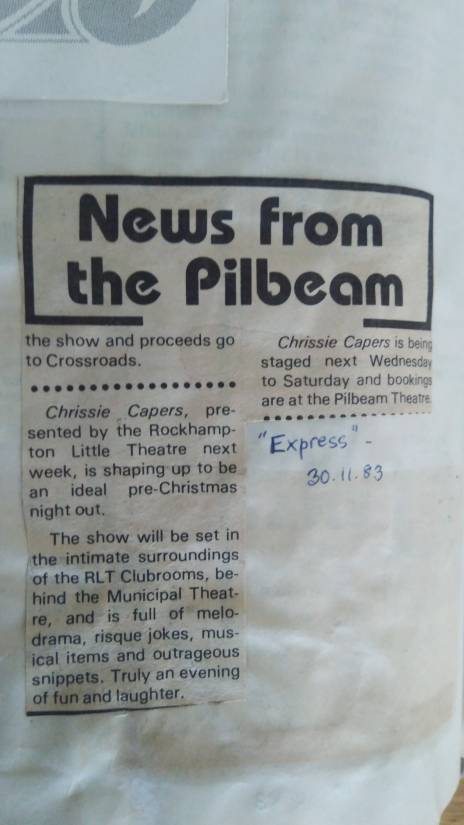 News from
the Pilbeam
the show and proceeds go
to Crossroads.
Chrissie Capers, pre-
sented by the Rockhamp-
ton Little Theatre next
week, is shaping up to be
an ideal pre-Christmas
night out.
The show will be set in
the intimate surroundings
of the RLT Clubrooms, be-
hind the Municipal Theat-
re, and is full of melo-
drama, risque jokes, mus-
ical items and outrageous
snippets. Truly an evening
of fun and laughter.
Chrissie Capers is being
staged next Wednesday
to Saturday and bookings
are at the Pilbeam Theatre.
"Express" -
30.11.83